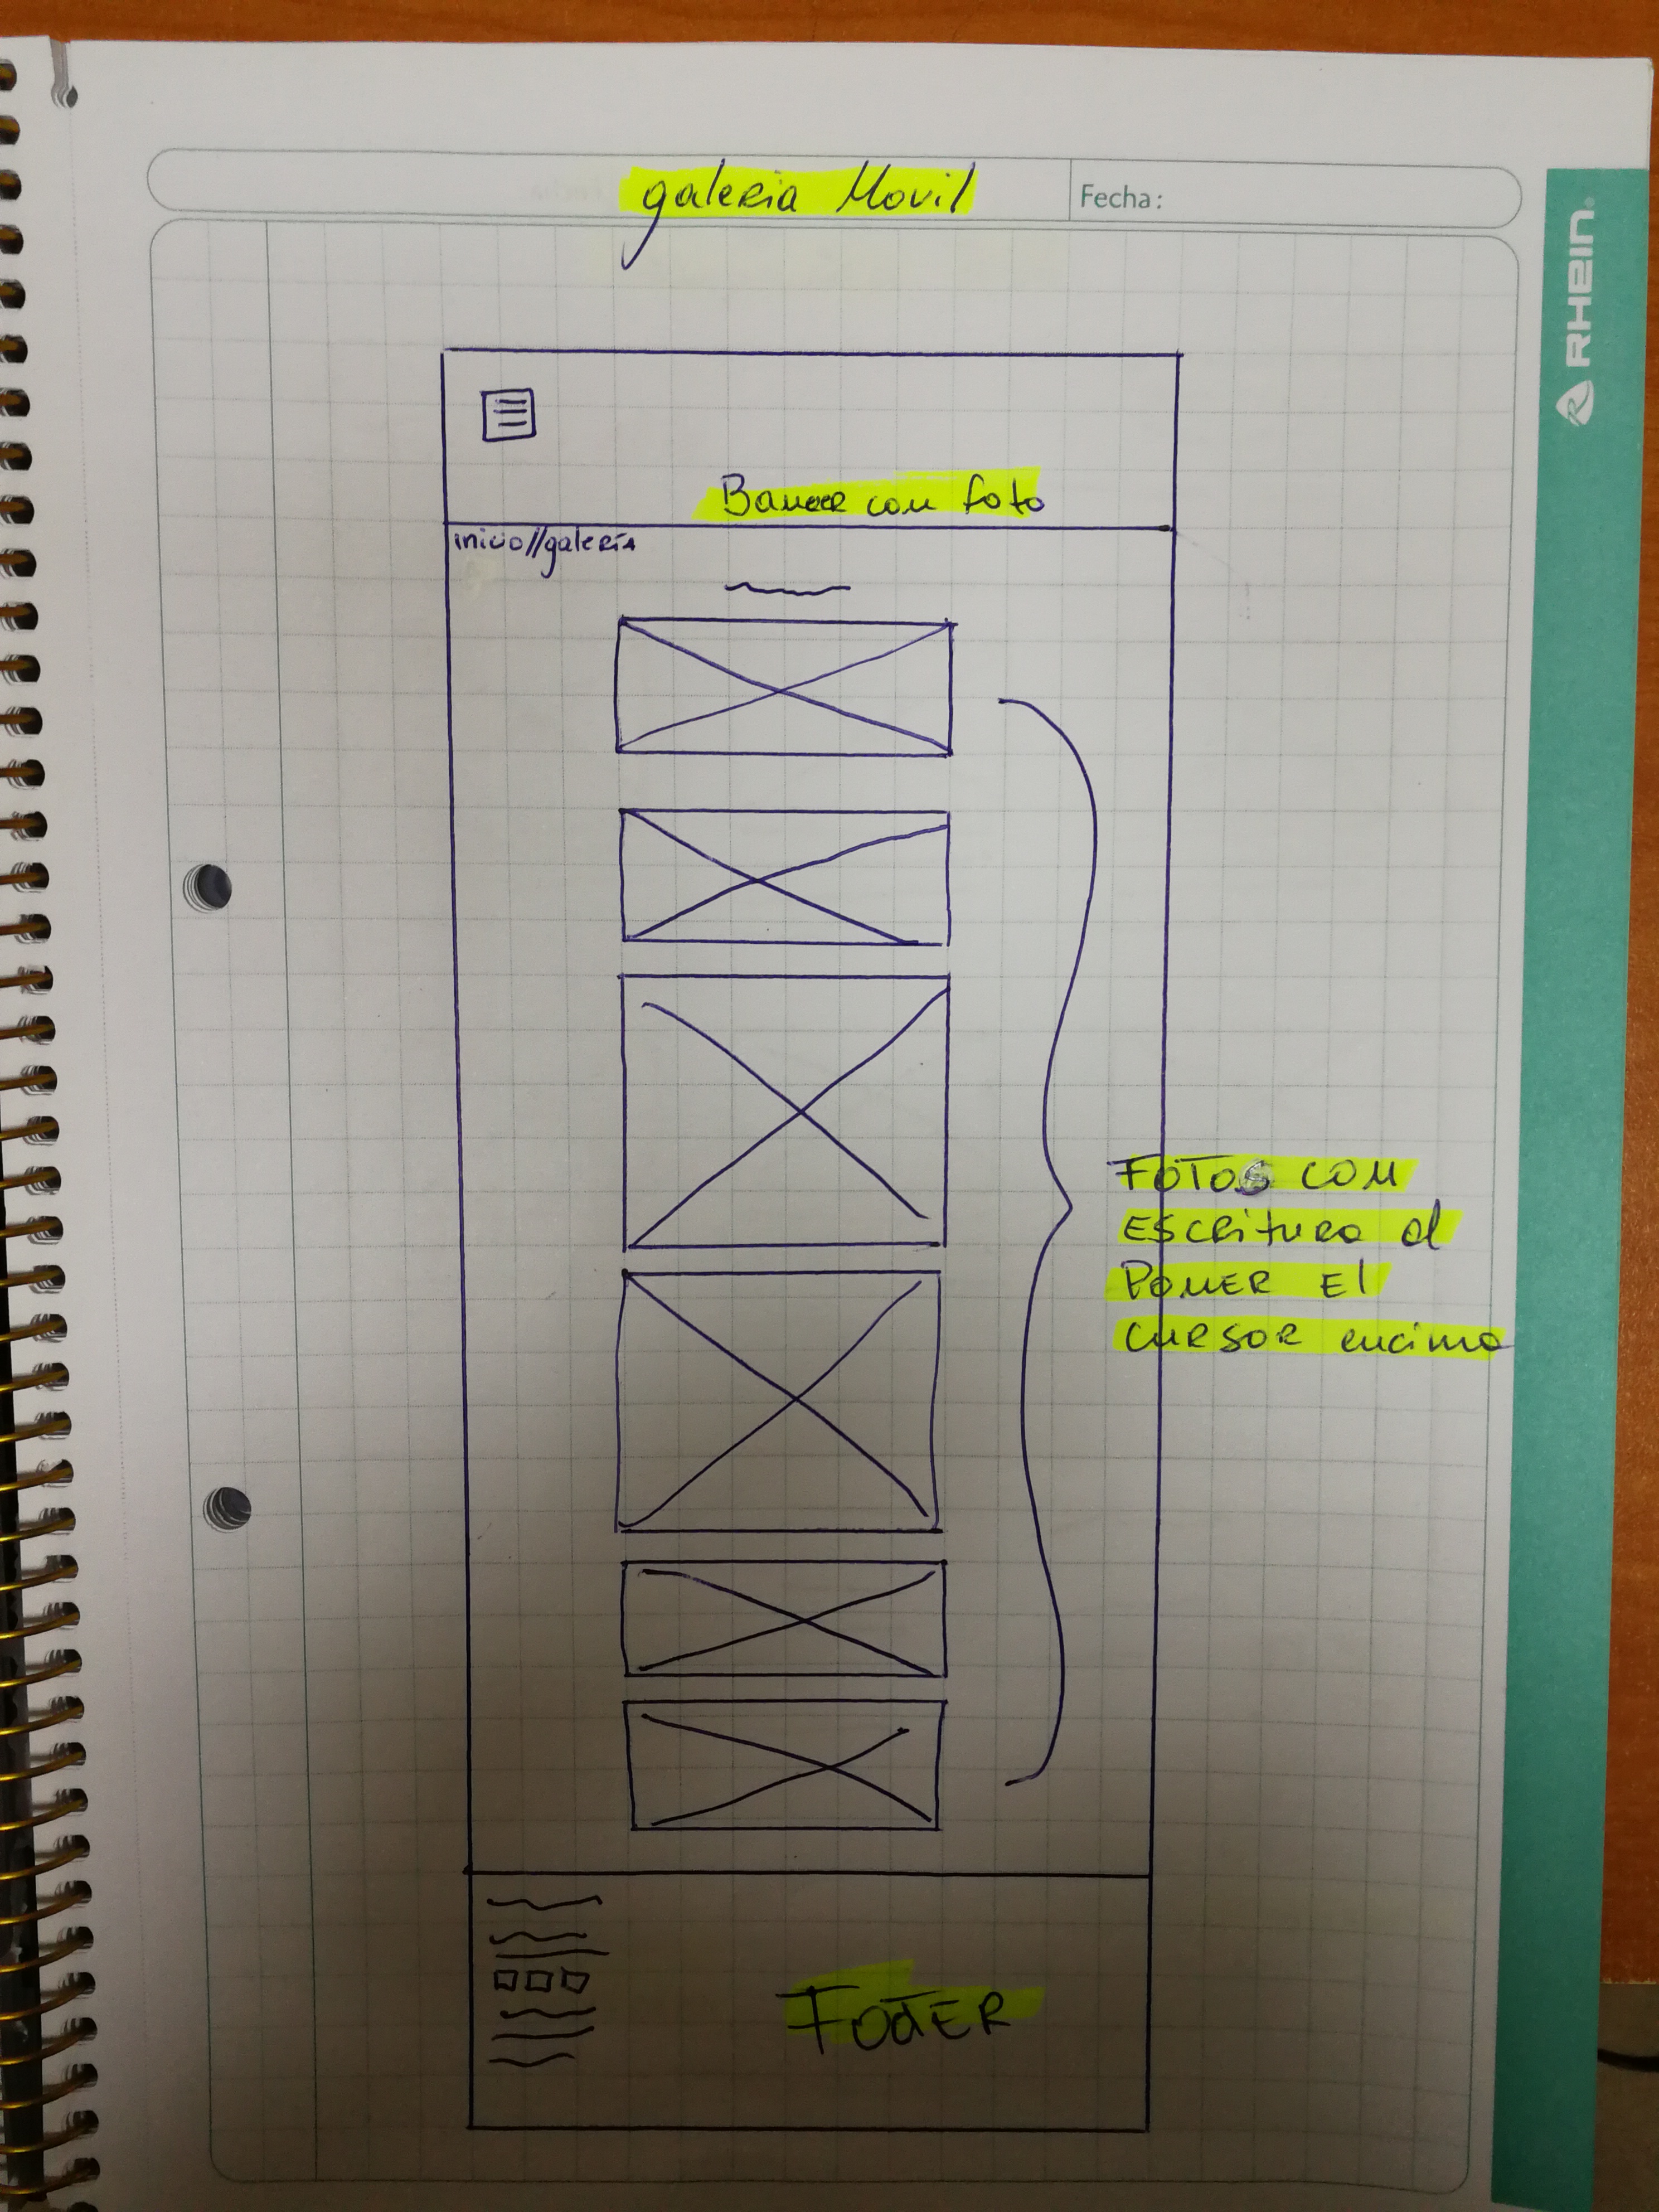 galeria Movil
Fecha:
RHEIN
Banner con foto
inicio//galería
FOTOS CON
ESCRitura al
PONER El
CURSOR encima
FOOTER